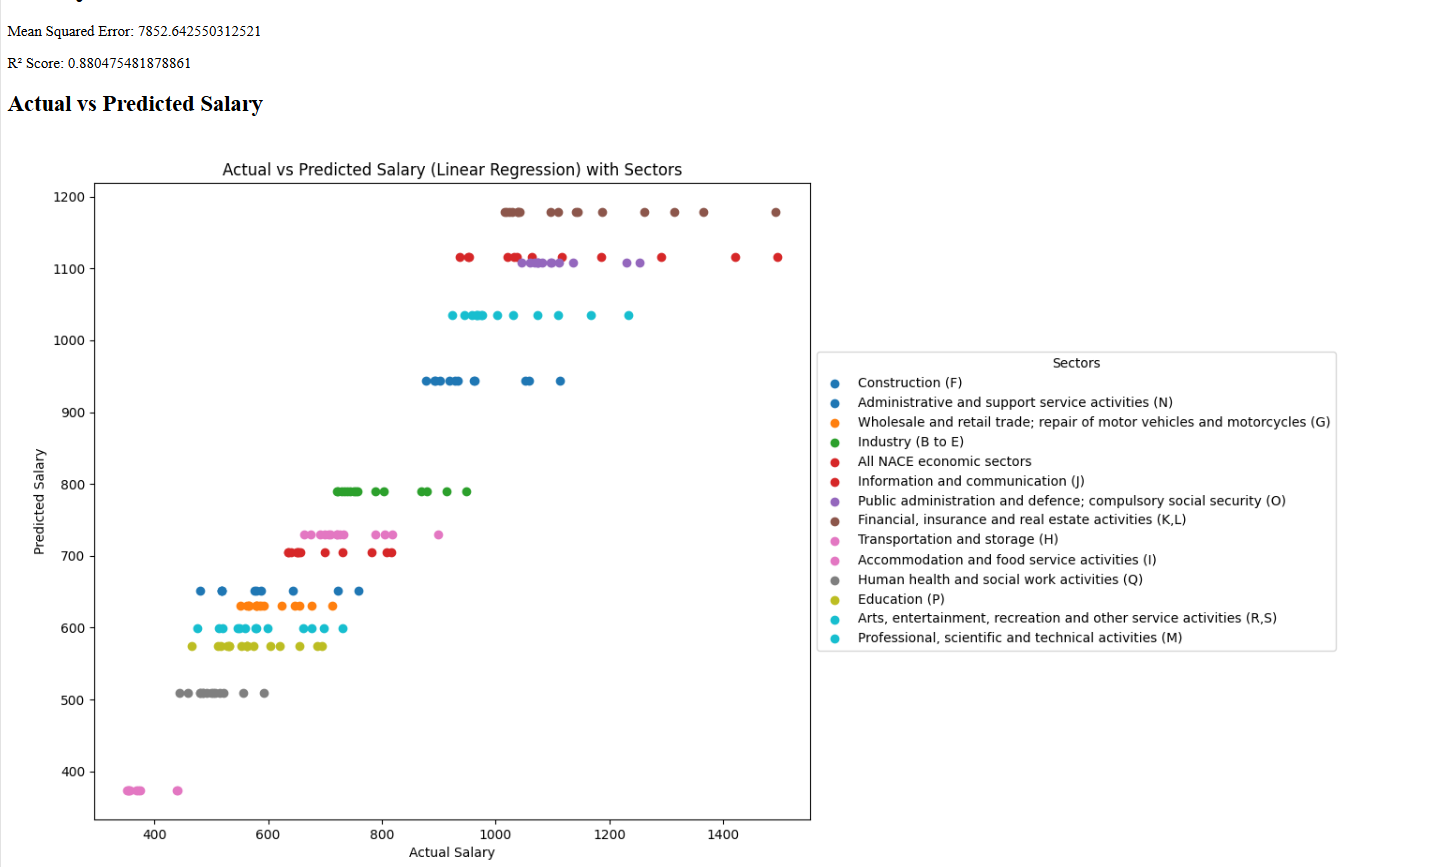 Mean Squared Error: 7852.642550312521
R² Score: 0.880475481878861
Actual vs Predicted Salary
Actual vs Predicted Salary (Linear Regression) with Sectors
1200
1100
1000
900
800
700
600
500
400
Predicted Salary
400 600 800 1000 1200 1400
Actual Salary
Sectors
Construction (F)
Administrative and support service activities (N)
Wholesale and retail trade; repair of motor vehicles and motorcycles (G)
Industry (B to E)
All NACE economic sectors
Information and communication (J)
Public administration and defence; compulsory social security (O)
Financial, insurance and real estate activities (K,L)
Transportation and storage (H)
Accommodation and food service activities (I)
Human health and social work activities (Q)
Education (P)
Arts, entertainment, recreation and other service activities (R,S)
Professional, scientific and technical activities (M)